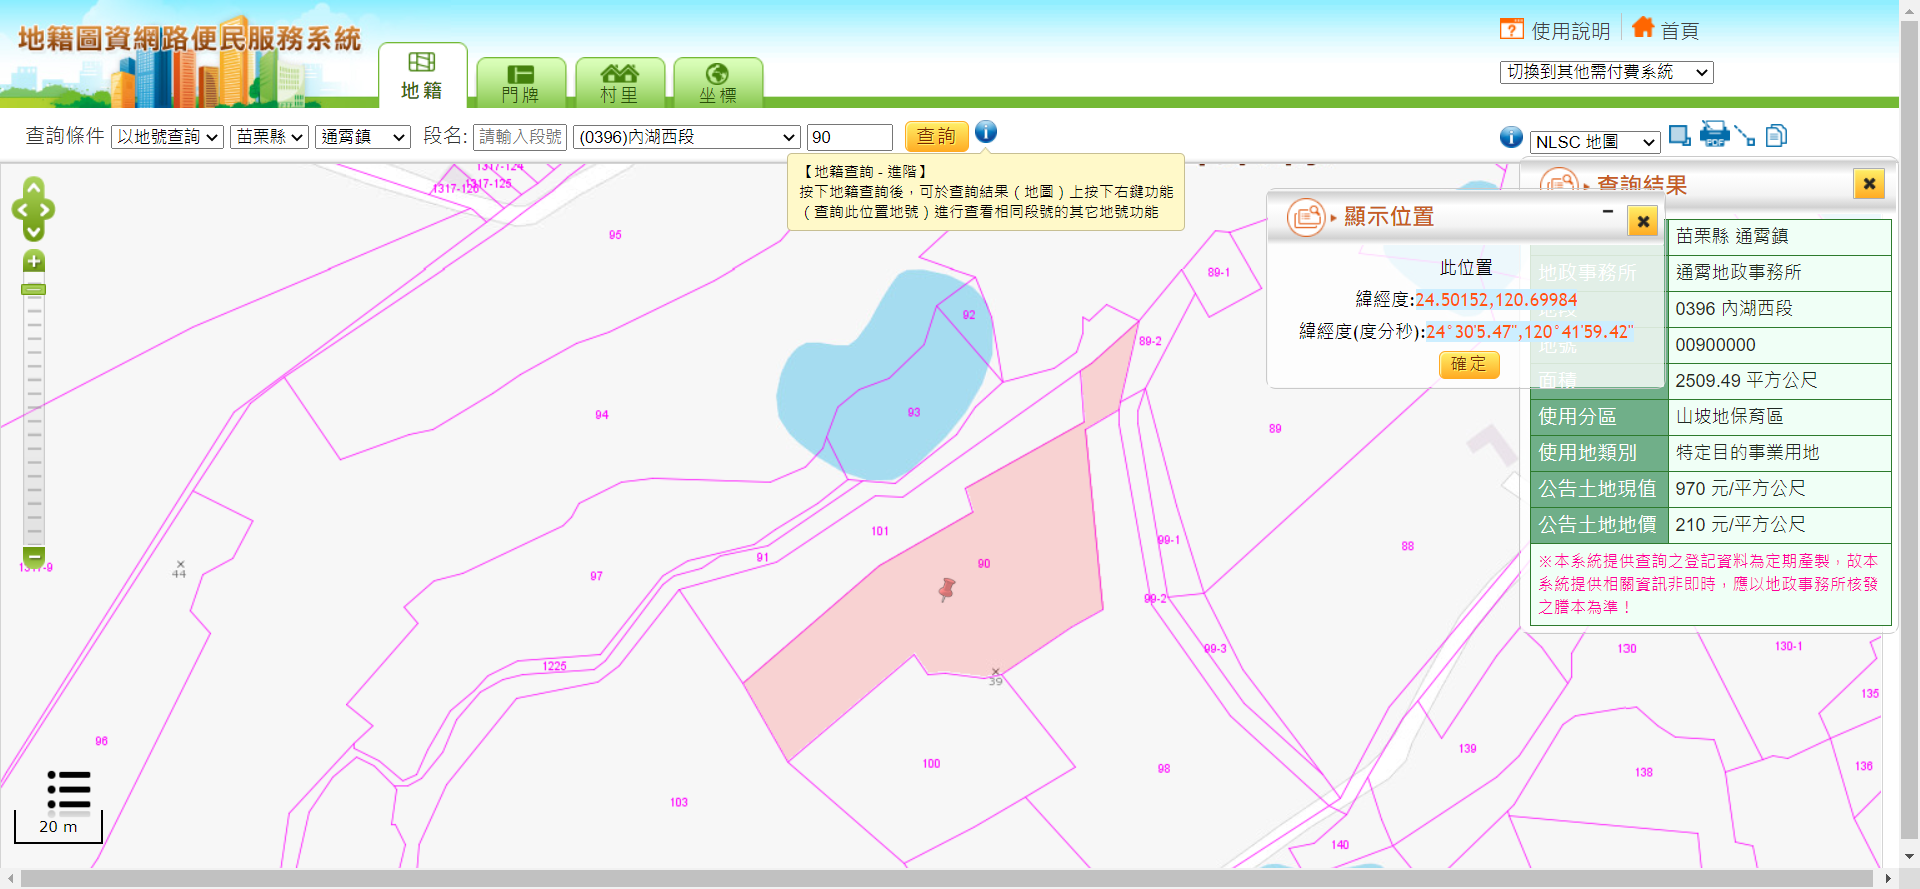 地籍圖資網路便民服務系統
地籍
門牌
村里
坐標
使用說明
首頁
切換到其他需付費系統
查詢條件 以地號查詢 苗栗縣 通霄鎮 段名: 請輸入段號 (0396)內湖西段 90 查詢
NLSC 地圖
【地籍查詢 - 進階】
按下地籍查詢後，可於查詢結果（地圖）上按下右鍵功能
（查詢此位置地號）進行查看相同段號的其它地號功能
顯示位置
此位置
緯經度:24.50152,120.69984
緯經度(度分秒):24°30'5.47",120°41'59.42"
確定
查詢結果
苗栗縣 通霄鎮
地政事務所 通霄地政事務所
地段 0396 內湖西段
地號 00900000
面積 2509.49 平方公尺
使用分區 山坡地保育區
使用地類別 特定目的事業用地
公告土地現值 970 元/平方公尺
公告土地地價 210 元/平方公尺
※本系統提供查詢之登記資料為定期產製，故本
系統提供相關資訊非即時，應以地政事務所核發
之謄本為準！
1317-124
1317-125
95
89-1
92
89-2
94
93
89
101
99-1
88
91
90
97
44
1317-9
99-2
99-3
130
130-1
1225
39
135
96
139
100
98
138
136
103
140
20 m